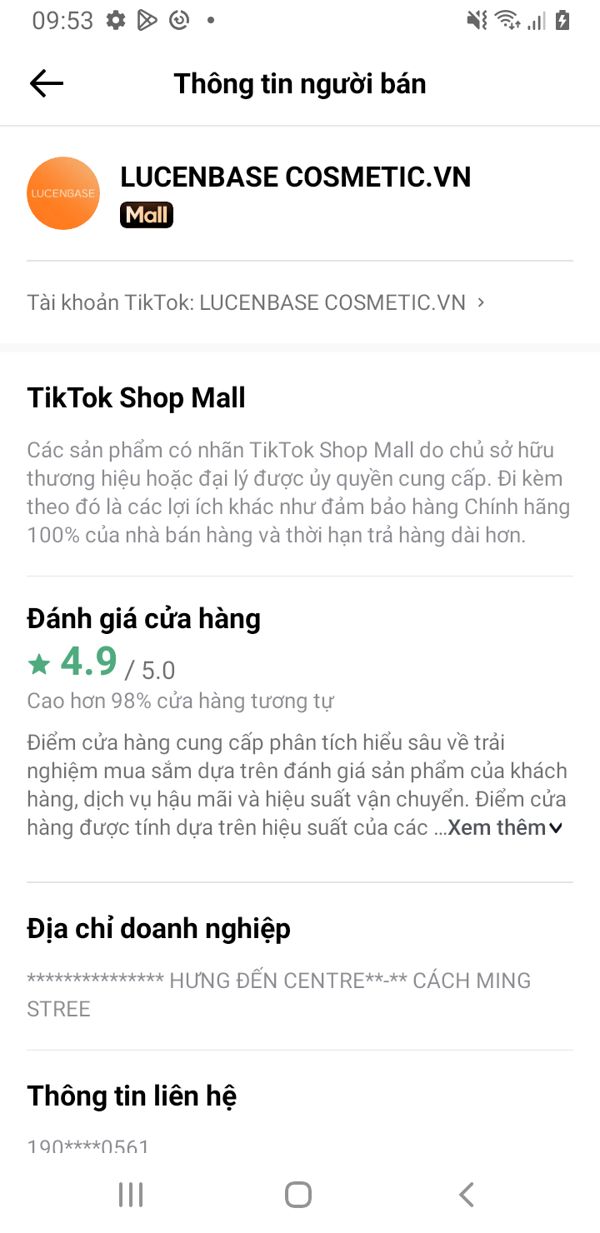 09:53
Thông tin người bán
LUCENBASE
LUCENBASE COSMETIC.VN
Mall
Tài khoản TikTok: LUCENBASE COSMETIC.VN >
TikTok Shop Mall
Các sản phẩm có nhãn TikTok Shop Mall do chủ sở hữu
thương hiệu hoặc đại lý được ủy quyền cung cấp. Đi kèm
theo đó là các lợi ích khác như đảm bảo hàng Chính hãng
100% của nhà bán hàng và thời hạn trả hàng dài hơn.
Đánh giá cửa hàng
4.9 / 5.0
Cao hơn 98% cửa hàng tương tự
Điểm cửa hàng cung cấp phân tích hiểu sâu về trải
nghiệm mua sắm dựa trên đánh giá sản phẩm của khách
hàng, dịch vụ hậu mãi và hiệu suất vận chuyển. Điểm cửa
hàng được tính dựa trên hiệu suất của các ...Xem thêm
Địa chỉ doanh nghiệp
*************** HƯNG ĐẾN CENTRE**-** CÁCH MING
STREE
Thông tin liên hệ
190****0561